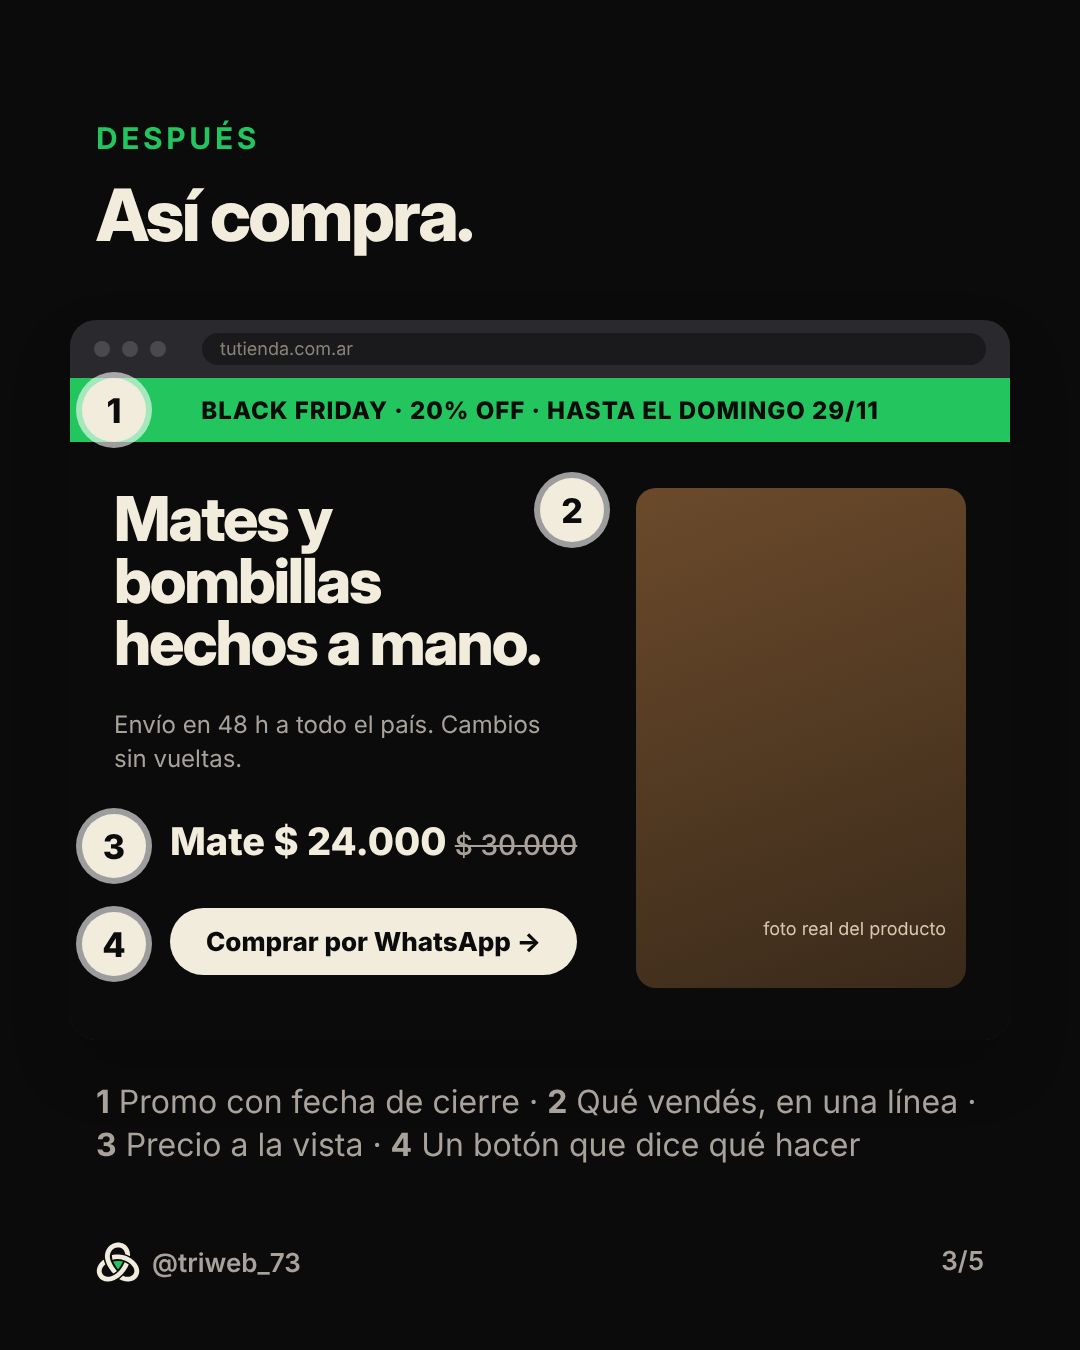 DESPUÉS
Así compra.
tutienda.com.ar
1
BLACK FRIDAY · 20% OFF · HASTA EL DOMINGO 29/11
2
Mates y
bombillas
hechos a mano.
Envío en 48 h a todo el país. Cambios
sin vueltas.
3
Mate $ 24.000 $ 30.000
4
Comprar por WhatsApp →
foto real del producto
1 Promo con fecha de cierre · 2 Qué vendés, en una línea ·
3 Precio a la vista · 4 Un botón que dice qué hacer
@triweb_73
3/5